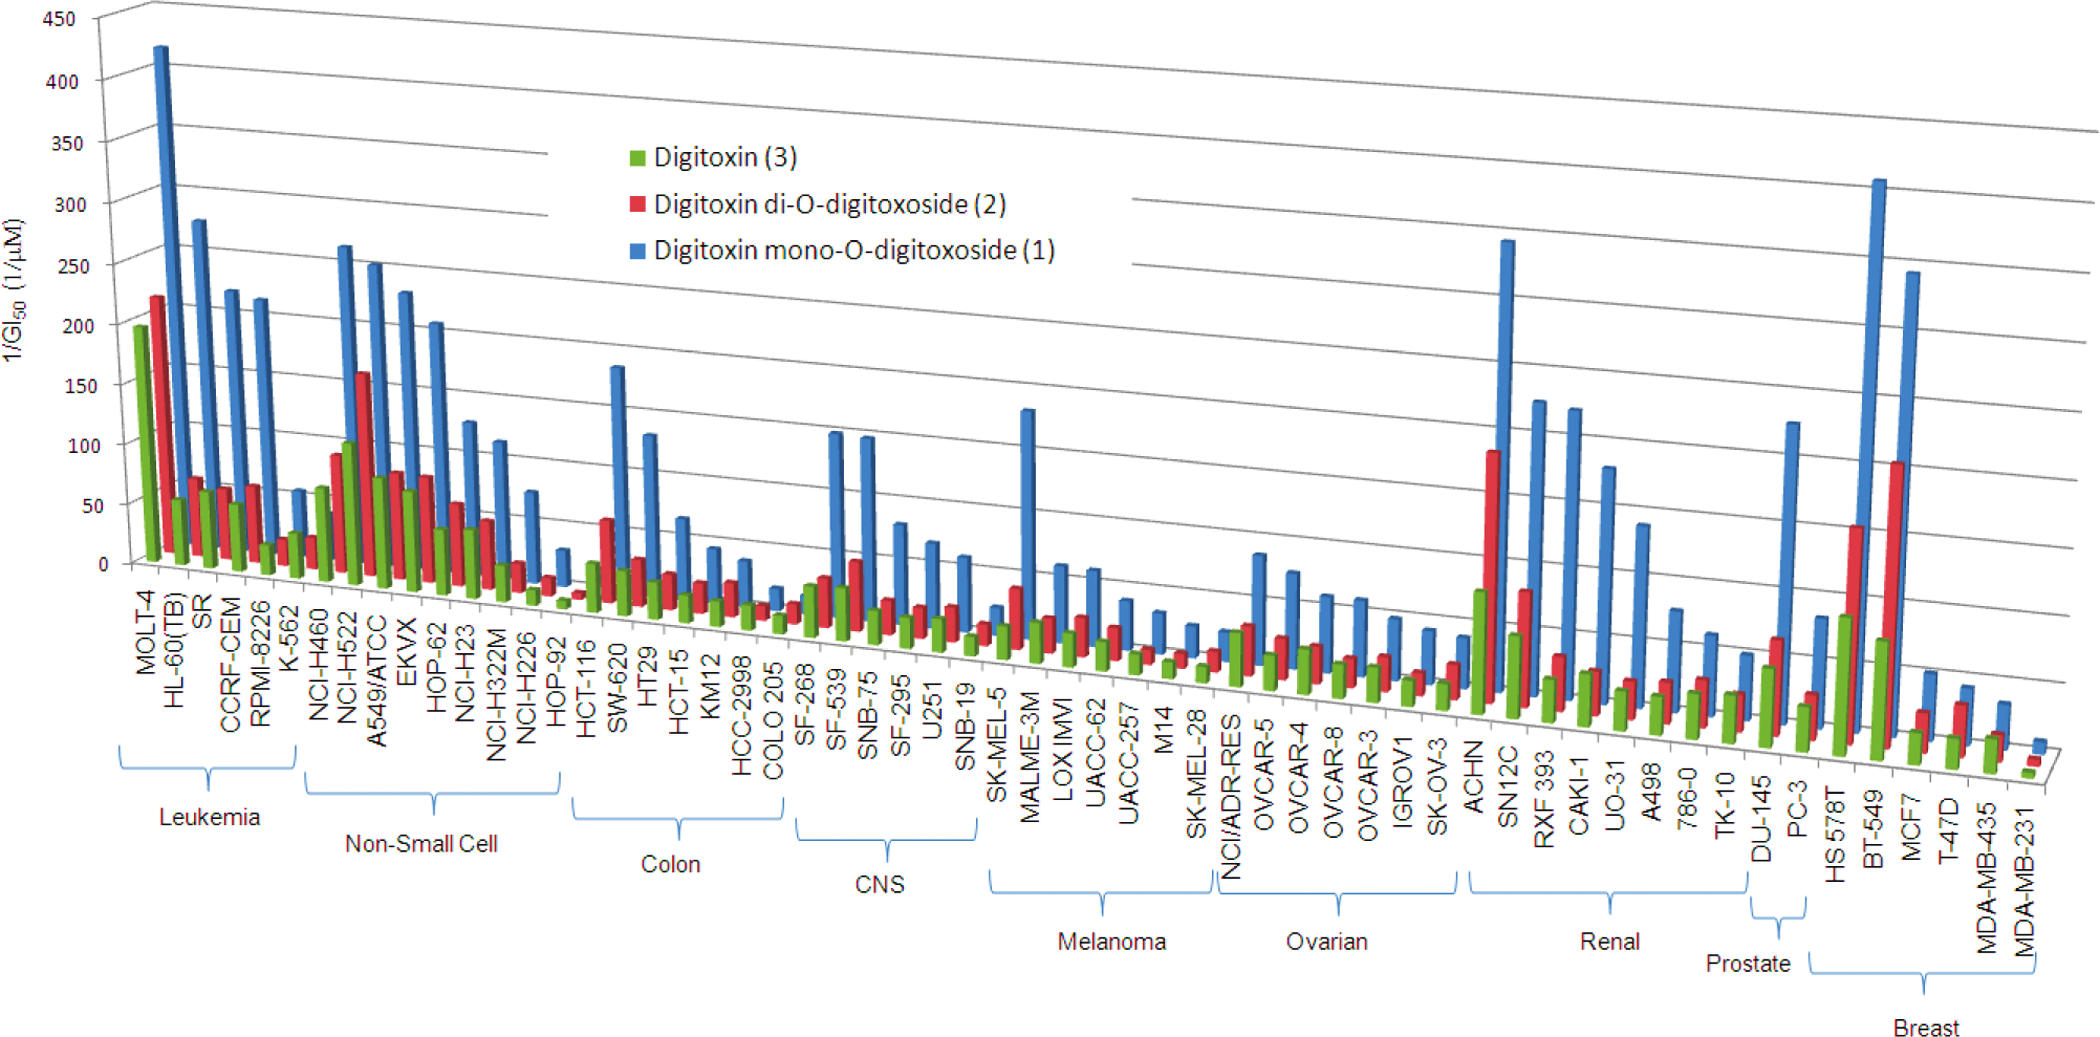 450
400
350
300
250
200
150
100
50
0
1/GI50 (1/µM)
Digitoxin (3)
Digitoxin di-O-digitoxoside (2)
Digitoxin mono-O-digitoxoside (1)
MOLT-4
HL-60(TB)
SR
CCRF-CEM
RPMI-8226
K-562
NCI-H460
NCI-H522
A549/ATCC
EKVX
HOP-62
NCI-H23
NCI-H322M
NCI-H226
HOP-92
HCT-116
SW-620
HT29
HCT-15
KM12
HCC-2998
COLO 205
SF-268
SF-539
SNB-75
SF-295
U251
SNB-19
SK-MEL-5
MALME-3M
LOX IMVI
UACC-62
UACC-257
M14
SK-MEL-28
NCI/ADR-RES
OVCAR-5
OVCAR-4
OVCAR-8
OVCAR-3
IGROV1
SK-OV-3
ACHN
SN12C
RXF 393
CAKI-1
UO-31
A498
786-0
TK-10
DU-145
PC-3
HS 578T
BT-549
MCF7
T-47D
MDA-MB-435
MDA-MB-231
Leukemia
Non-Small Cell
Colon
CNS
Melanoma
Ovarian
Renal
Prostate
Breast